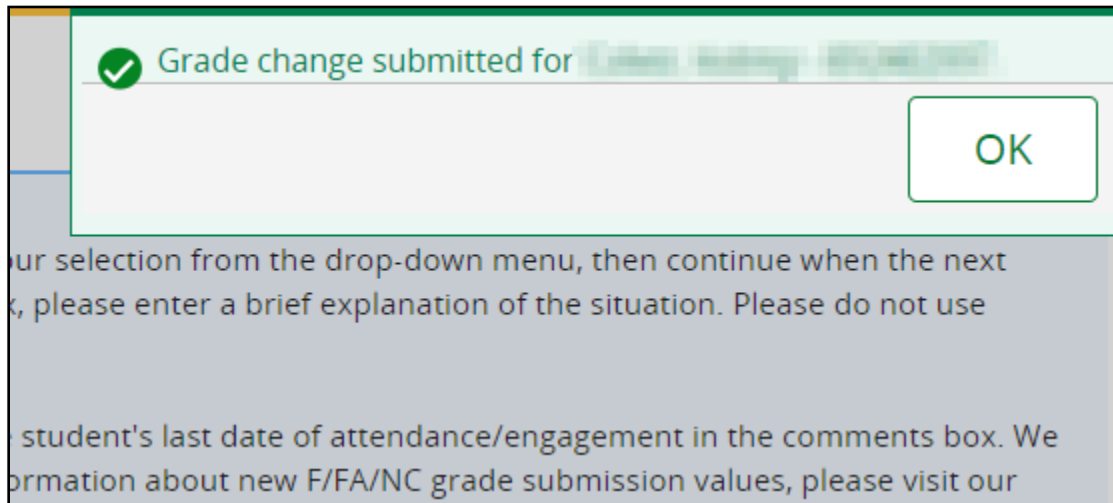 Grade change submitted for
OK
ur selection from the drop-down menu, then continue when the next
, please enter a brief explanation of the situation. Please do not use
student's last date of attendance/engagement in the comments box. We
ormation about new F/FA/NC grade submission values, please visit our